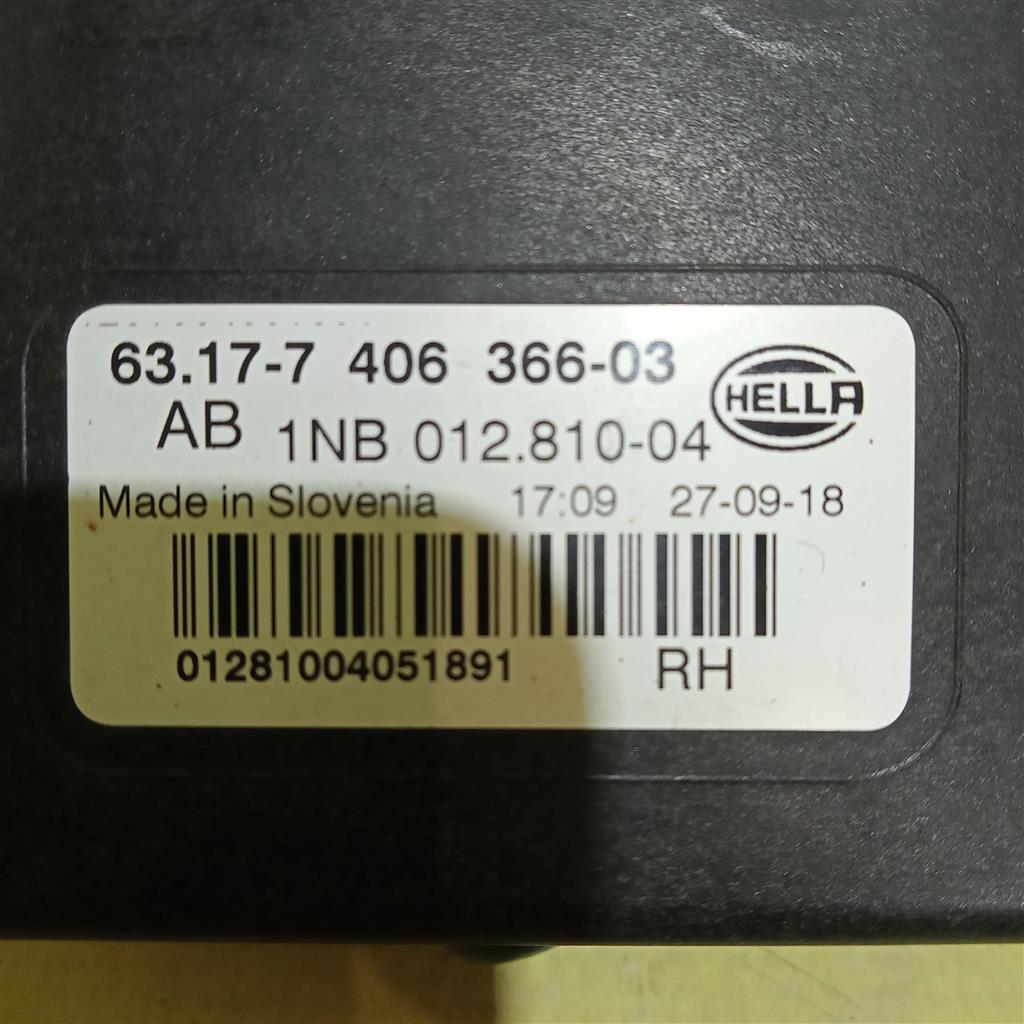 63.17-7 406 366-03
HELLA
AB 1NB 012.810-04
Made in Slovenia 17:09 27-09-18
01281004051891 RH